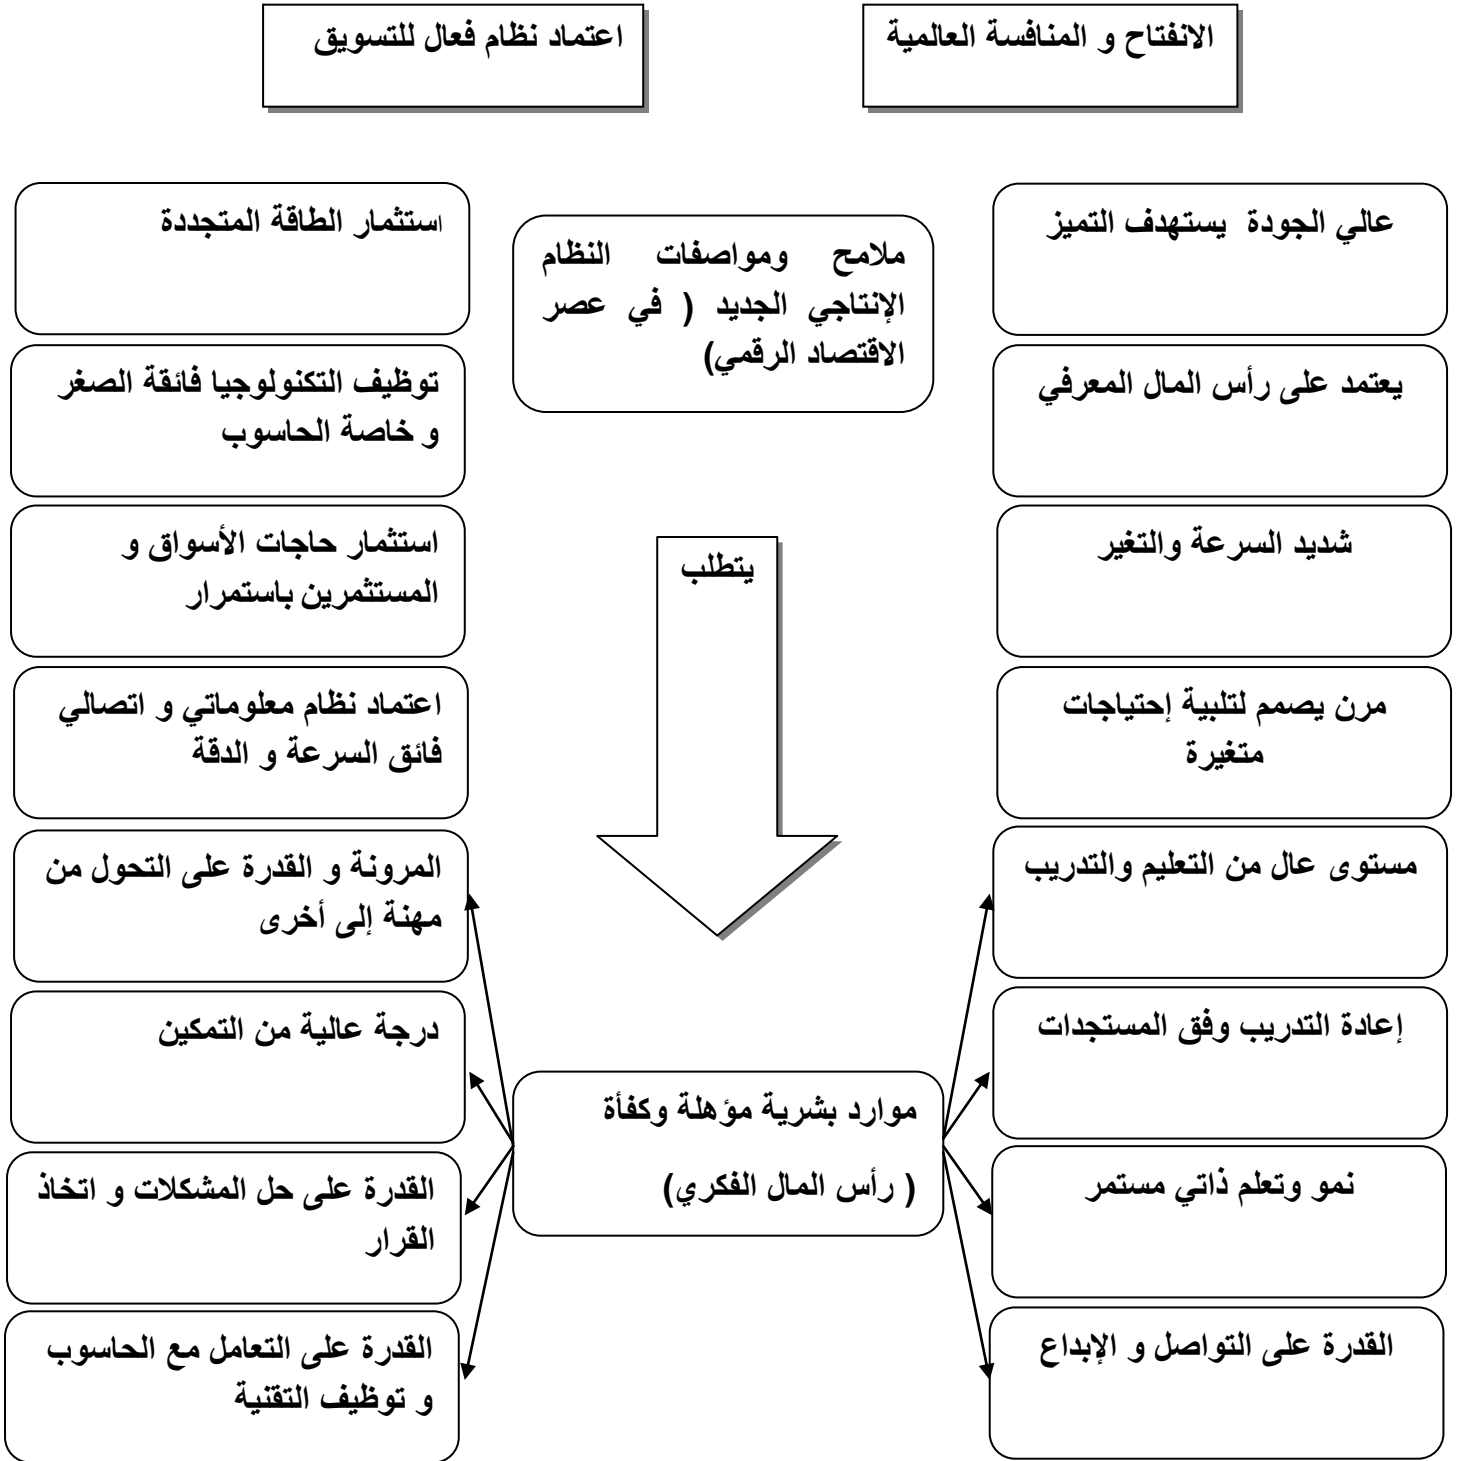 الانفتاح و المنافسة العالمية
اعتماد نظام فعال للتسويق
عالي الجودة يستهدف التميز
ملامح ومواصفات النظام
الإنتاجي الجديد ( في عصر
الاقتصاد الرقمي)
استثمار الطاقة المتجددة
يعتمد على رأس المال المعرفي
توظيف التكنولوجيا فائقة الصغر
و خاصة الحاسوب
شديد السرعة والتغير
يتطلب
استثمار حاجات الأسواق و
المستثمرين باستمرار
مرن يصمم لتلبية إحتياجات
متغيرة
اعتماد نظام معلوماتي و اتصالي
فائق السرعة و الدقة
مستوى عال من التعليم والتدريب
المرونة و القدرة على التحول من
مهنة إلى أخرى
إعادة التدريب وفق المستجدات
درجة عالية من التمكين
موارد بشرية مؤهلة وكفأة
( رأس المال الفكري)
نمو وتعلم ذاتي مستمر
القدرة على حل المشكلات و اتخاذ
القرار
القدرة على التواصل و الإبداع
القدرة على التعامل مع الحاسوب
و توظيف التقنية